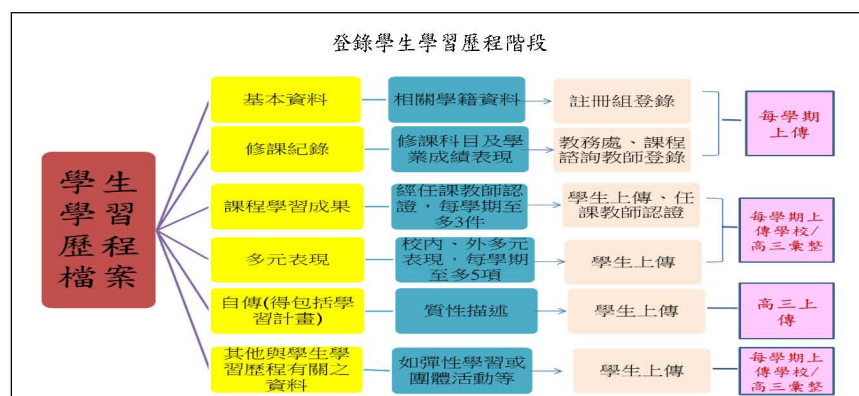 登錄學生學習歷程階段
學生
學習
歷程
檔案
基本資料
相關學籍資料
註冊組登錄
每學期
上傳
修課紀錄
修課科目及學
業成績表現
教務處、課程
諮詢教師登錄
課程學習成果
經任課教師認
證，每學期至
多3件
學生上傳、任
課教師認證
每學期上
傳學校/
高三彙整
多元表現
校內、外多元
表現，每學期
至多5項
學生上傳
自傳(得包括學
習計畫)
質性描述
學生上傳
高三上
傳
其他與學生學
習歷程有關之
資料
如彈性學習或
團體活動等
學生上傳
每學期上
傳學校/
高三彙整